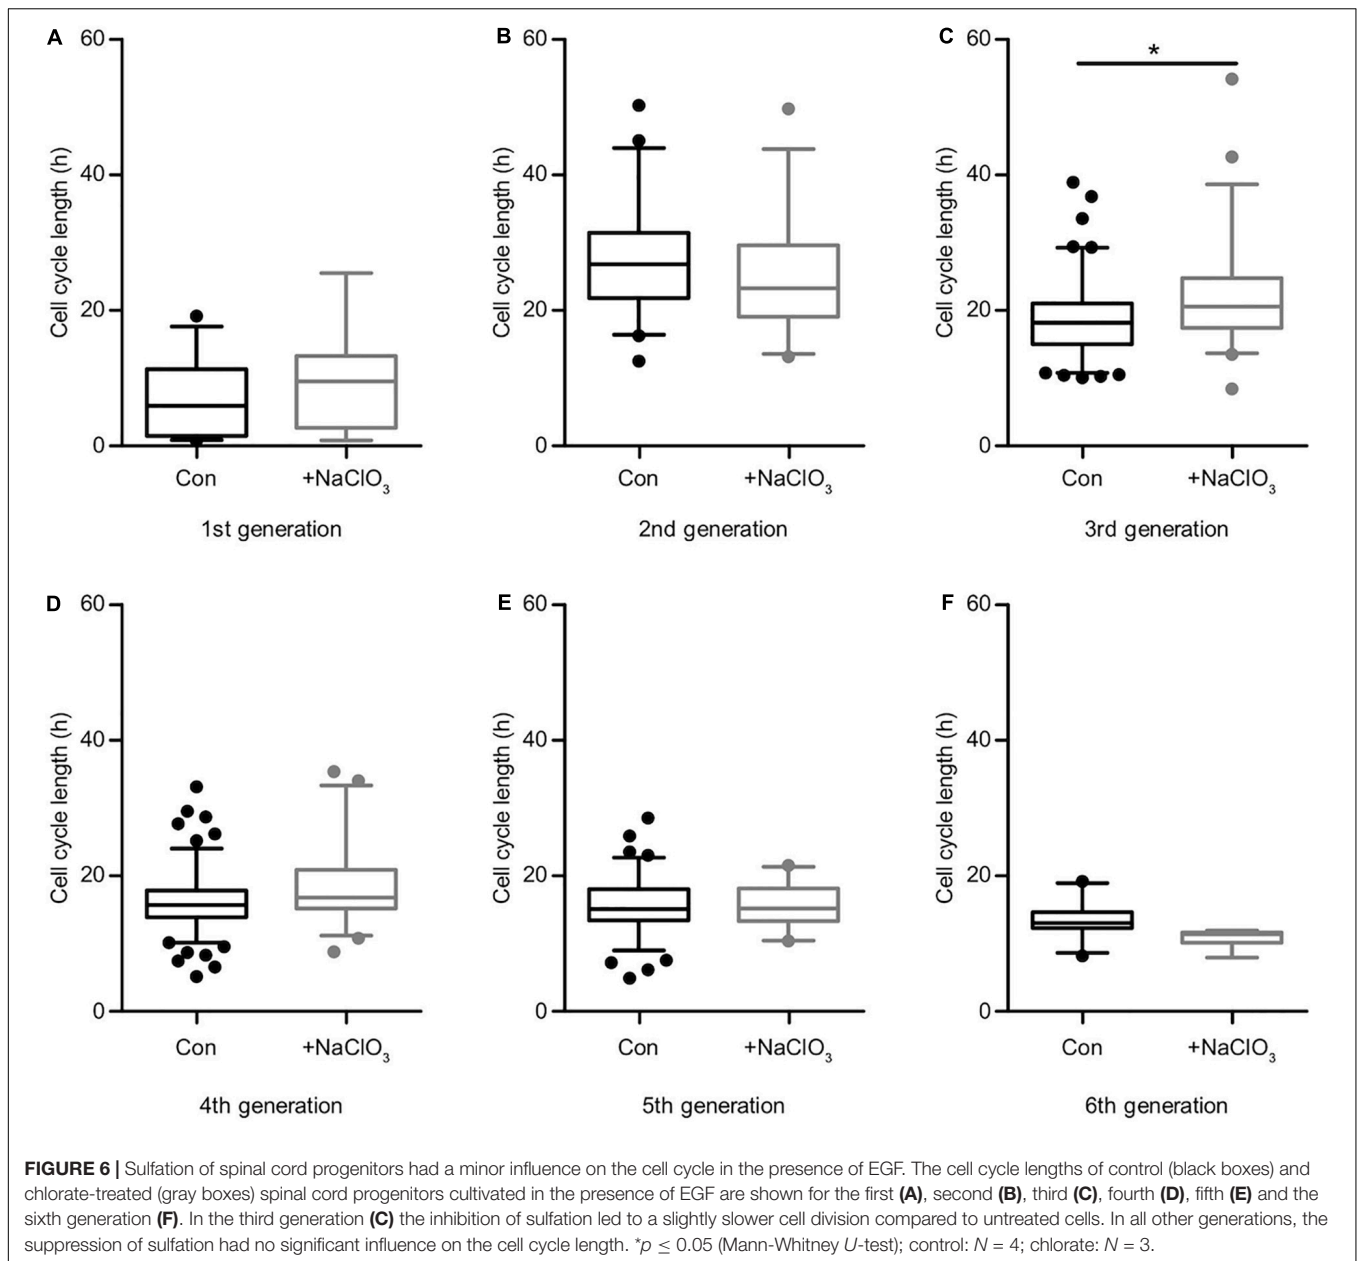 A
60
40
20
0
Cell cycle length (h)
Con
+NaClO₃
1st generation
B
60
40
20
0
Cell cycle length (h)
Con
+NaClO₃
2nd generation
C
60
40
20
0
Cell cycle length (h)
*
Con
+NaClO₃
3rd generation
D
60
40
20
0
Cell cycle length (h)
Con
+NaClO₃
4th generation
E
60
40
20
0
Cell cycle length (h)
Con
+NaClO₃
5th generation
F
60
40
20
0
Cell cycle length (h)
Con
+NaClO₃
6th generation
FIGURE 6 | Sulfation of spinal cord progenitors had a minor influence on the cell cycle in the presence of EGF. The cell cycle lengths of control (black boxes) and
chlorate-treated (gray boxes) spinal cord progenitors cultivated in the presence of EGF are shown for the first (A), second (B), third (C), fourth (D), fifth (E) and the
sixth generation (F). In the third generation (C) the inhibition of sulfation led to a slightly slower cell division compared to untreated cells. In all other generations, the
suppression of sulfation had no significant influence on the cell cycle length. *p ≤ 0.05 (Mann-Whitney U-test); control: N = 4; chlorate: N = 3.